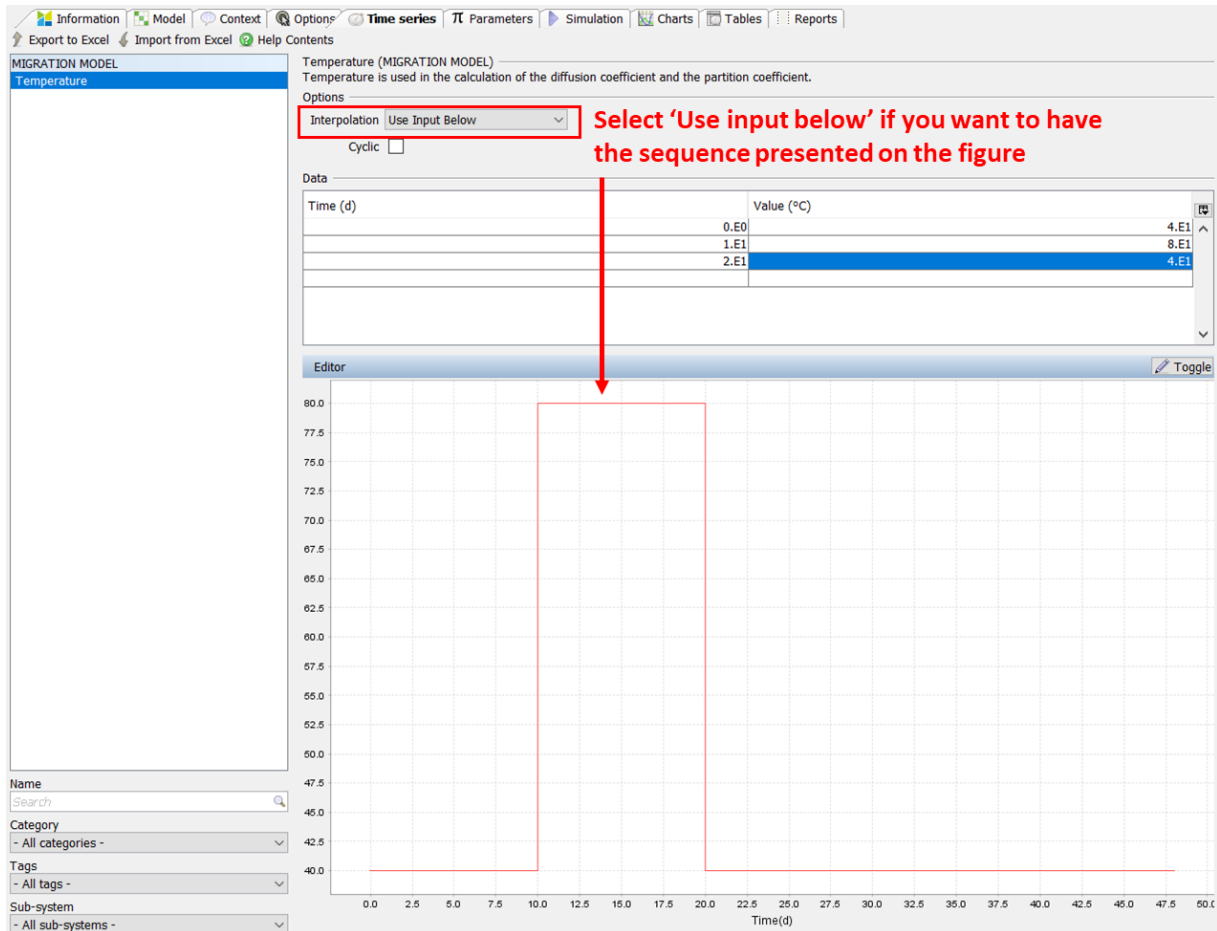 Information Model Context Options Time series π Parameters Simulation Charts Tables Reports
Export to Excel Import from Excel Help Contents
MIGRATION MODEL
Temperature
Temperature (MIGRATION MODEL)
Temperature is used in the calculation of the diffusion coefficient and the partition coefficient.
Options
Interpolation Use Input Below
Select ‘Use input below’ if you want to have
the sequence presented on the figure
Cyclic
Data
Time (d) Value (°C)
0.E0 4.E1
1.E1 8.E1
2.E1 4.E1
Editor Toggle
80.0
77.5
75.0
72.5
70.0
67.5
65.0
62.5
60.0
57.5
55.0
52.5
50.0
47.5
45.0
42.5
40.0
0.0 2.5 5.0 7.5 10.0 12.5 15.0 17.5 20.0 22.5 25.0 27.5 30.0 32.5 35.0 37.5 40.0 42.5 45.0 47.5 50.0
Time(d)
Name
Search
Category
- All categories -
Tags
- All tags -
Sub-system
- All sub-systems -